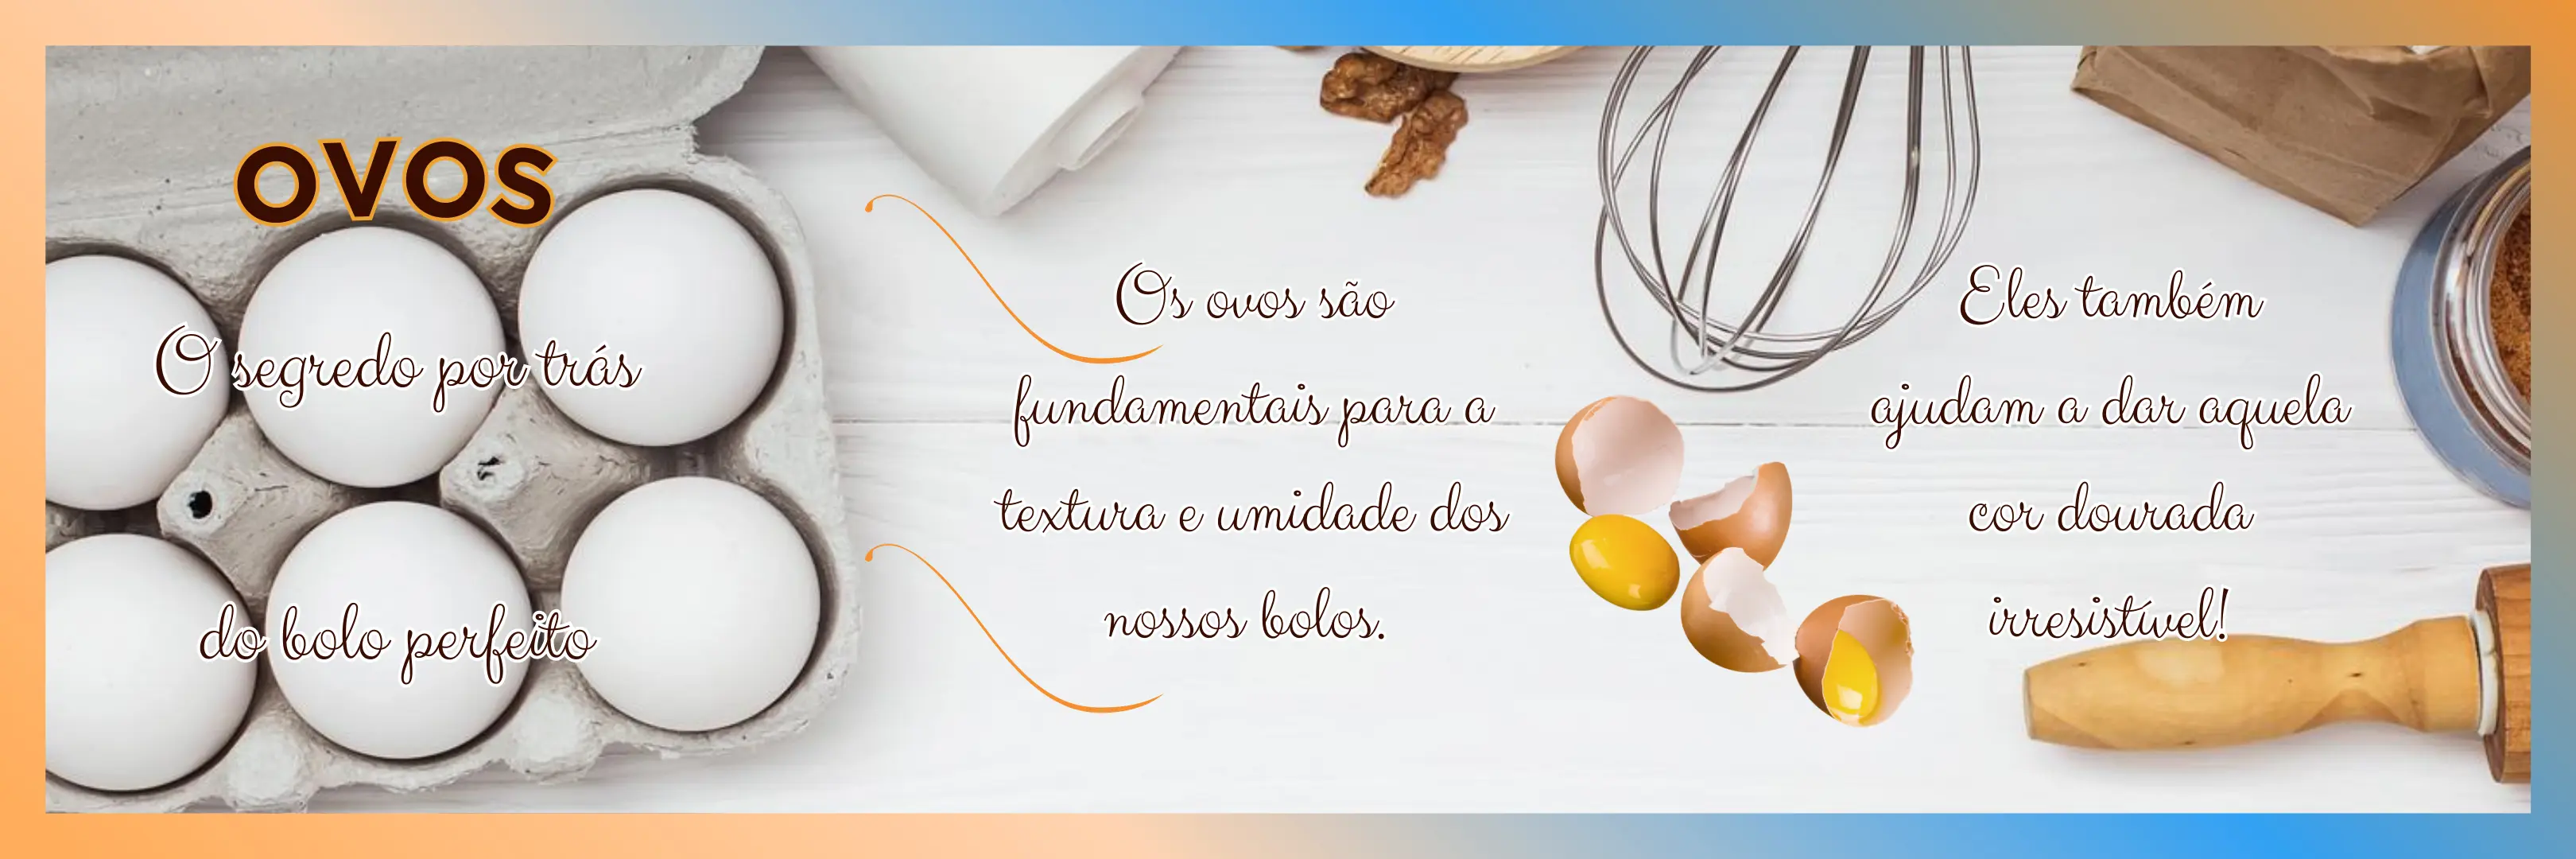 OVOS
O segredo por trás
do bolo perfeito
Os ovos são
fundamentais para a
textura e umidade dos
nossos bolos.
Eles também
ajudam a dar aquela
cor dourada
irresistível!